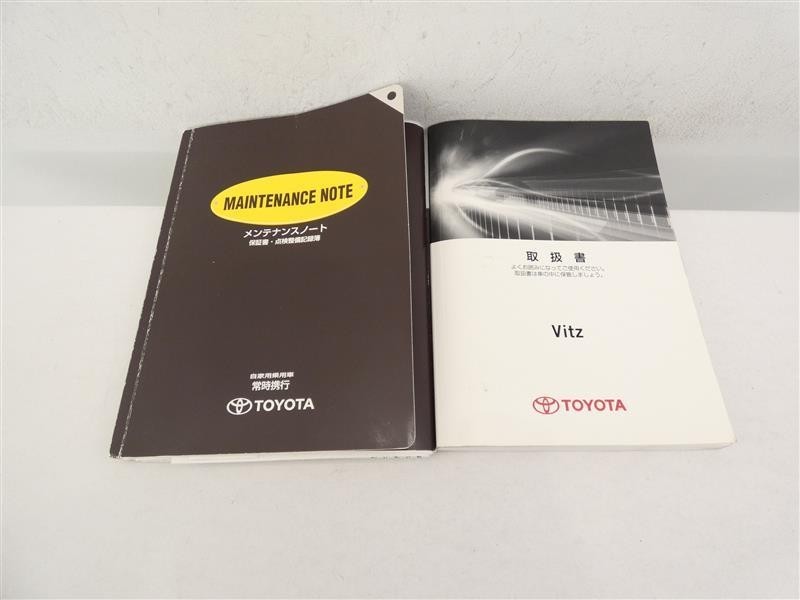 MAINTENANCE NOTE
メンテナンスノート
保証書・点検整備記録簿
自家用乗用車
常時携行
TOYOTA
取扱書
よくお読みになってご使用ください。
取扱書は車の中に保管しましょう。
Vitz
TOYOTA